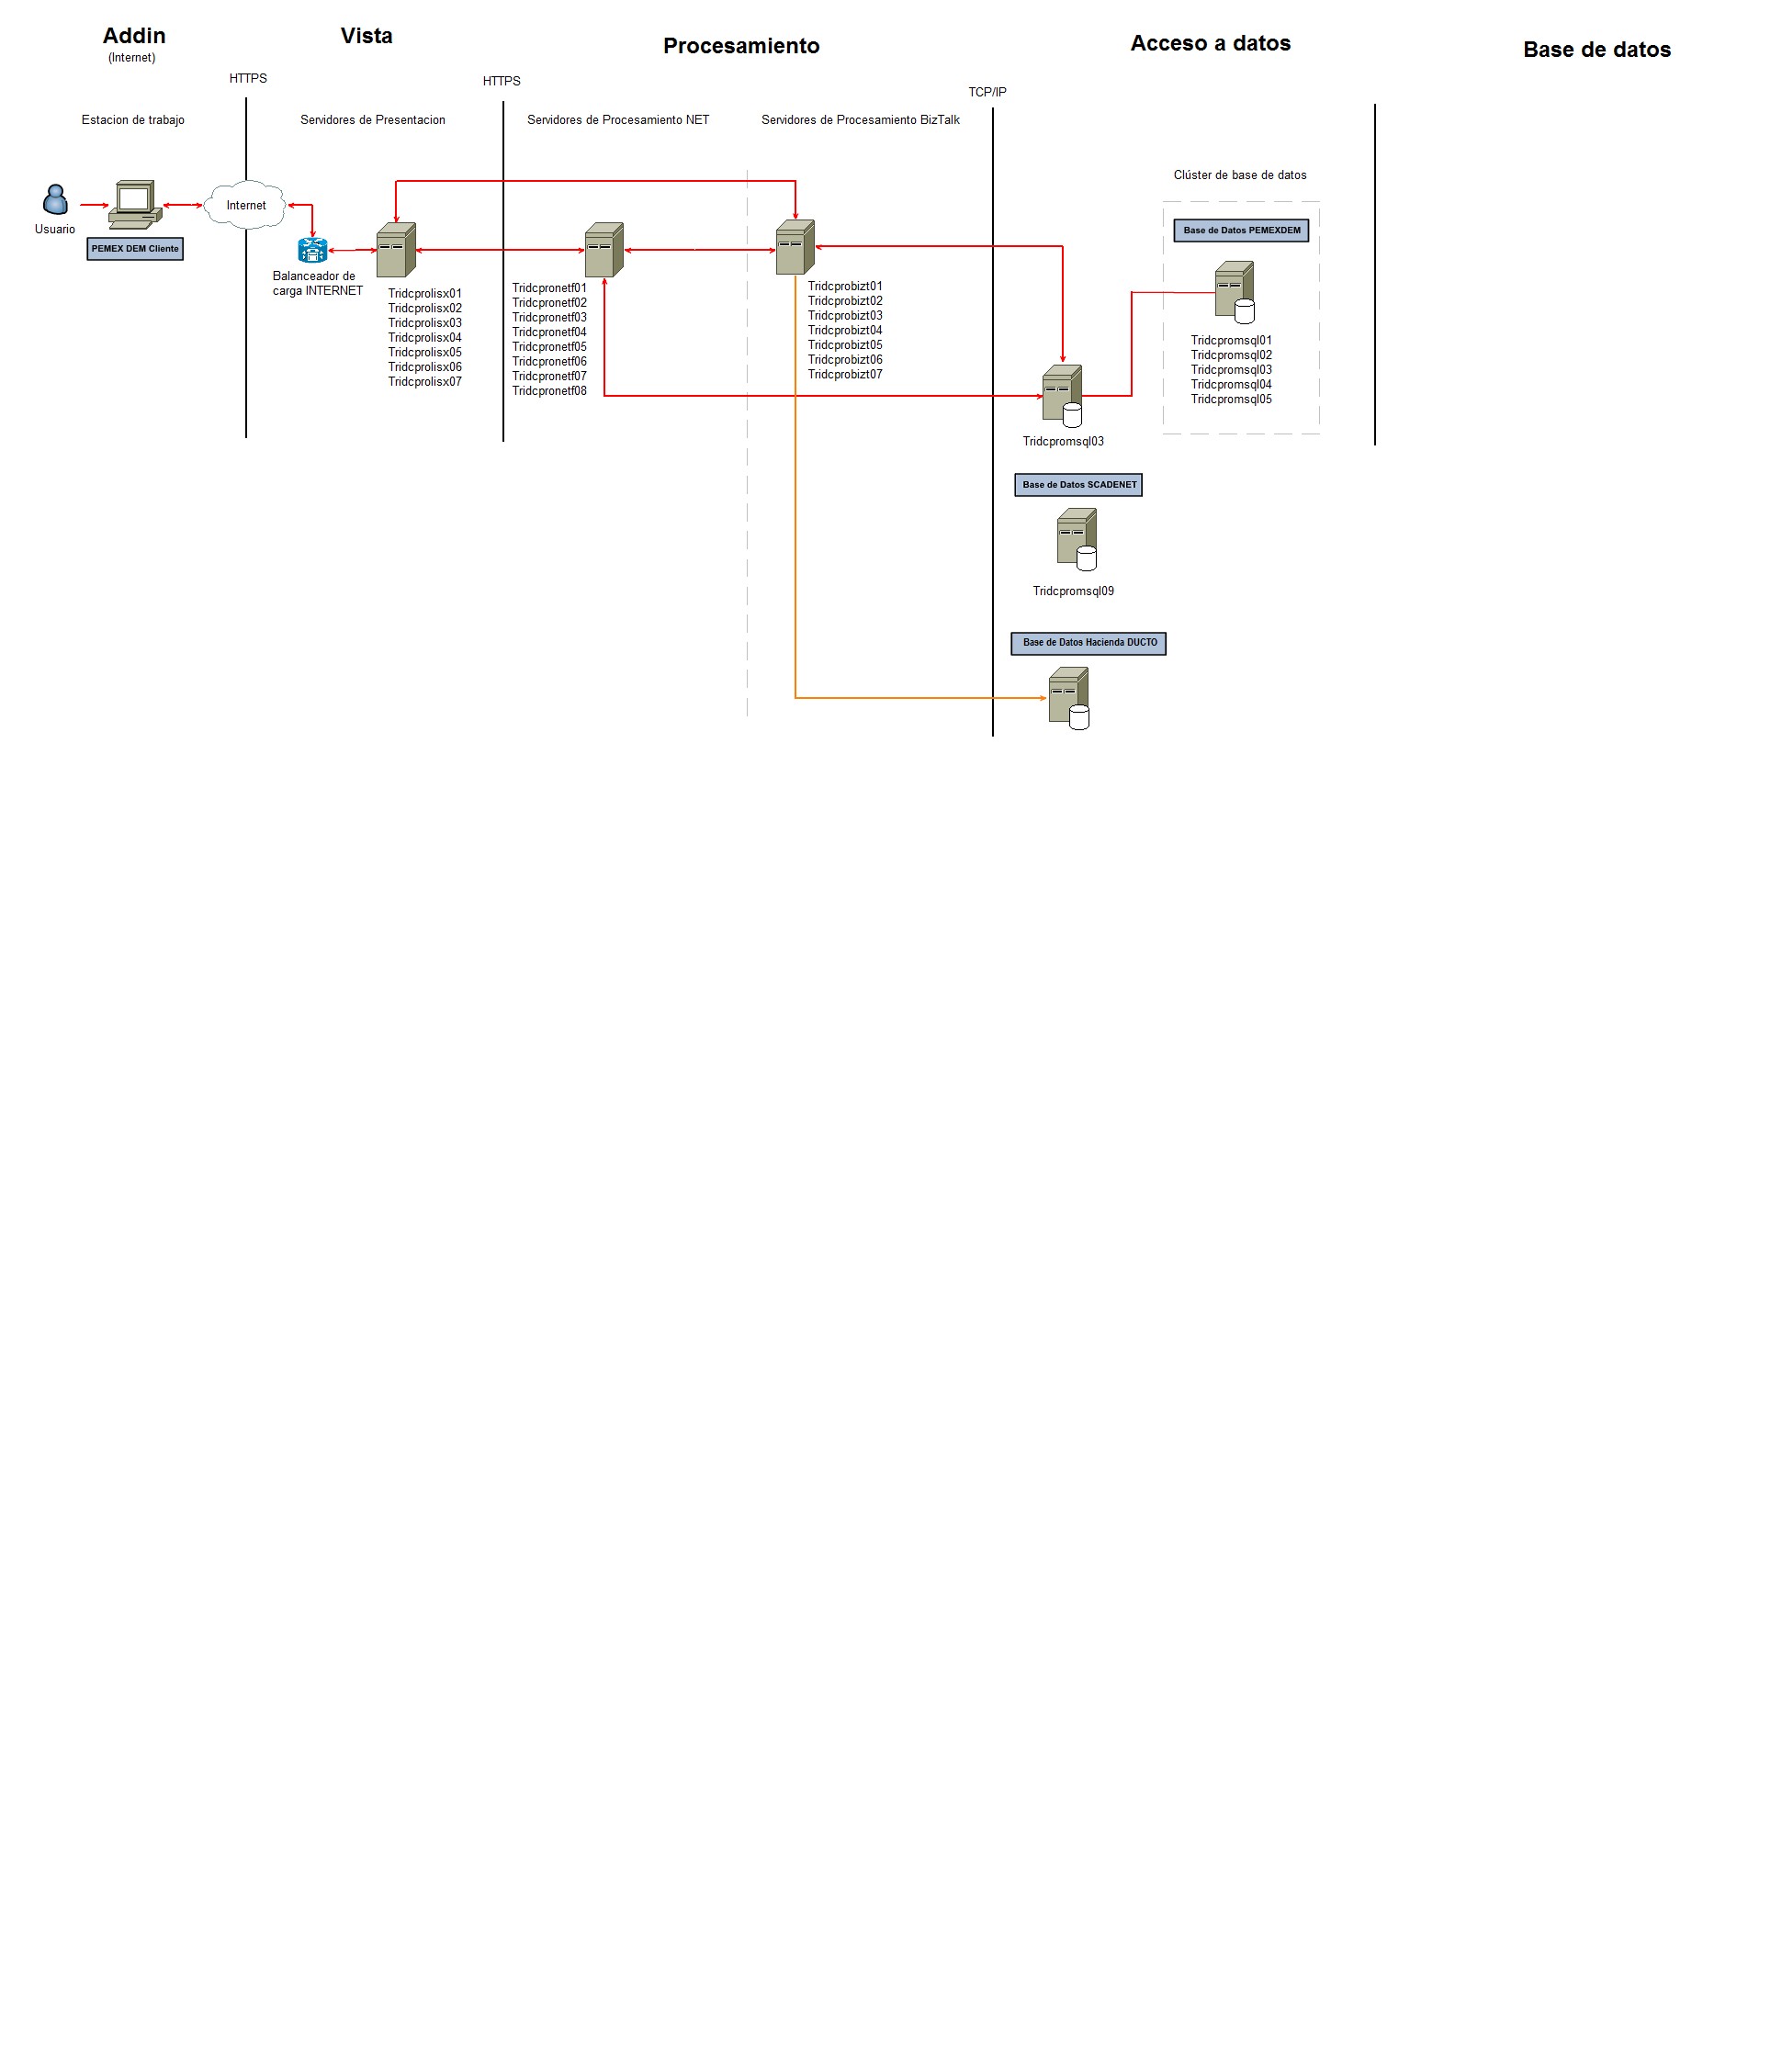 Addin
(Internet)
Vista
Procesamiento
Acceso a datos
Base de datos
HTTPS
HTTPS
TCP/IP
Estacion de trabajo
Servidores de Presentacion
Servidores de Procesamiento NET
Servidores de Procesamiento BizTalk
Clúster de base de datos
Usuario
PEMEX DEM Cliente
Internet
Balanceador de
carga INTERNET
Tridcprolisx01
Tridcprolisx02
Tridcprolisx03
Tridcprolisx04
Tridcprolisx05
Tridcprolisx06
Tridcprolisx07
Tridcpronetf01
Tridcpronetf02
Tridcpronetf03
Tridcpronetf04
Tridcpronetf05
Tridcpronetf06
Tridcpronetf07
Tridcpronetf08
Tridcprobizt01
Tridcprobizt02
Tridcprobizt03
Tridcprobizt04
Tridcprobizt05
Tridcprobizt06
Tridcprobizt07
Base de Datos PEMEXDEM
Tridcpromsql01
Tridcpromsql02
Tridcpromsql03
Tridcpromsql04
Tridcpromsql05
Tridcpromsql03
Base de Datos SCADENET
Tridcpromsql09
Base de Datos Hacienda DUCTO